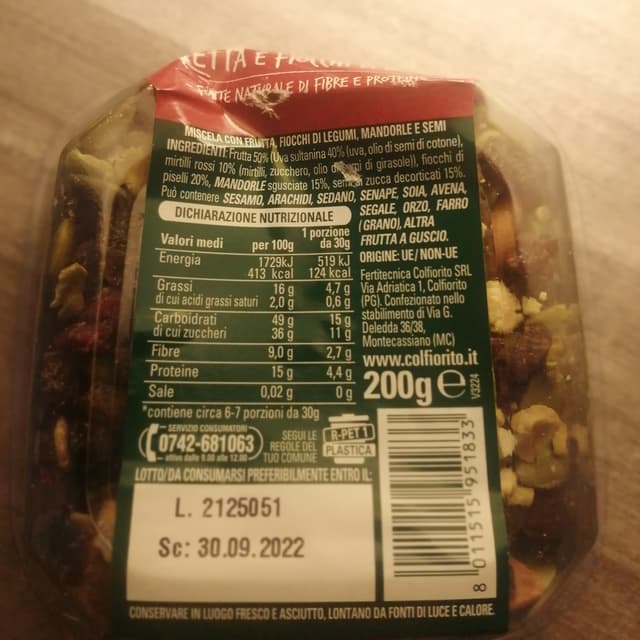 ETTA E
NATURALE DI FIBRE E PROTEINE
MISCELA CON FRUTTA, FIOCCHI DI LEGUMI, MANDORLE E SEMI
INGREDIENTI: Frutta 50% (Uva sultanina 40% (uva, olio di semi di cotone),
mirtilli rossi 10% (mirtilli, zucchero, olio di semi di girasole)), fiocchi di
piselli 20%, MANDORLE sgusciate 15%, semi di zucca decorticati 15%.
Può contenere SESAMO, ARACHIDI, SEDANO, SENAPE, SOIA, AVENA,
SEGALE, ORZO, FARRO
(GRANO), ALTRA
FRUTTA A GUSCIO.
ORIGINE: UE/ NON-UE
Fertitecnica Colfiorito SRL
Via Adriatica 1, Colfiorito
(PG). Confezionato nello
stabilimento di Via G.
Deledda 36/38,
Montecassiano (MC)
www.colfiorito.it
200g e
V3224
DICHIARAZIONE NUTRIZIONALE
Valori medi per 100g 1 porzione da 30g
Energia 1729kJ 519 kJ
413 kcal 124 kcal
Grassi 16 g 4,7 g
di cui acidi grassi saturi 2,0 g 0,6 g
Carboidrati 49 g 15 g
di cui zuccheri 36 g 11 g
Fibre 9,0 g 2,7 g
Proteine 15 g 4,4 g
Sale 0,02 g 0 g
*contiene circa 6-7 porzioni da 30g
SERVIZIO CONSUMATORI
0742-681063
attivo dalle 9.00 alle 12.00
SEGUI LE
REGOLE DEL
TUO COMUNE
R-PET 1
PLASTICA
LOTTO/DA CONSUMARSI PREFERIBILMENTE ENTRO IL:
L. 2125051
Sc: 30.09.2022
8 011515 951833
CONSERVARE IN LUOGO FRESCO E ASCIUTTO, LONTANO DA FONTI DI LUCE E CALORE.